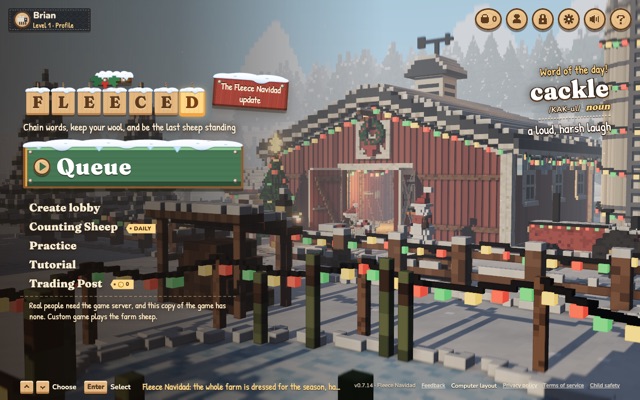 Brian
Level 1 · Profile
0
?
FLEECED
"The Fleece Navidad"
update
Chain words, keep your wool, and be the last sheep standing
Queue
Create lobby
Counting Sheep
DAILY
Practice
Tutorial
Trading Post
0
Real people need the game server, and this copy of the game has
none. Custom game plays the farm sheep.
Word of the day!
cackle
/KAK-ul/ noun
a loud, harsh laugh
Choose
Enter
Select
Fleece Navidad: the whole farm is dressed for the season, ho...
v0.7.14
Fleece Navidad
Feedback
Computer layout
Privacy policy
Terms of service
Child safety